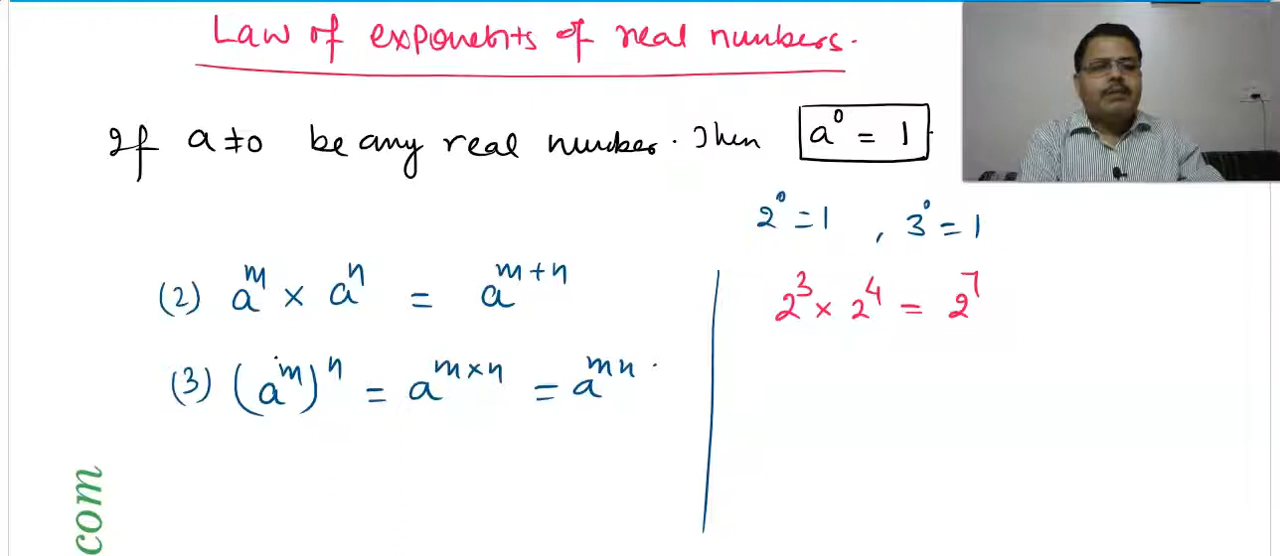 Law of exponents of real numbers.
If a ≠ 0 be any real number. Then a⁰ = 1
2⁰ = 1 , 3⁰ = 1
(2) aᵐ × aⁿ = aᵐ⁺ⁿ
2³ × 2⁴ = 2⁷
(3) (aᵐ)ⁿ = aᵐˣⁿ = aᵐⁿ .
com